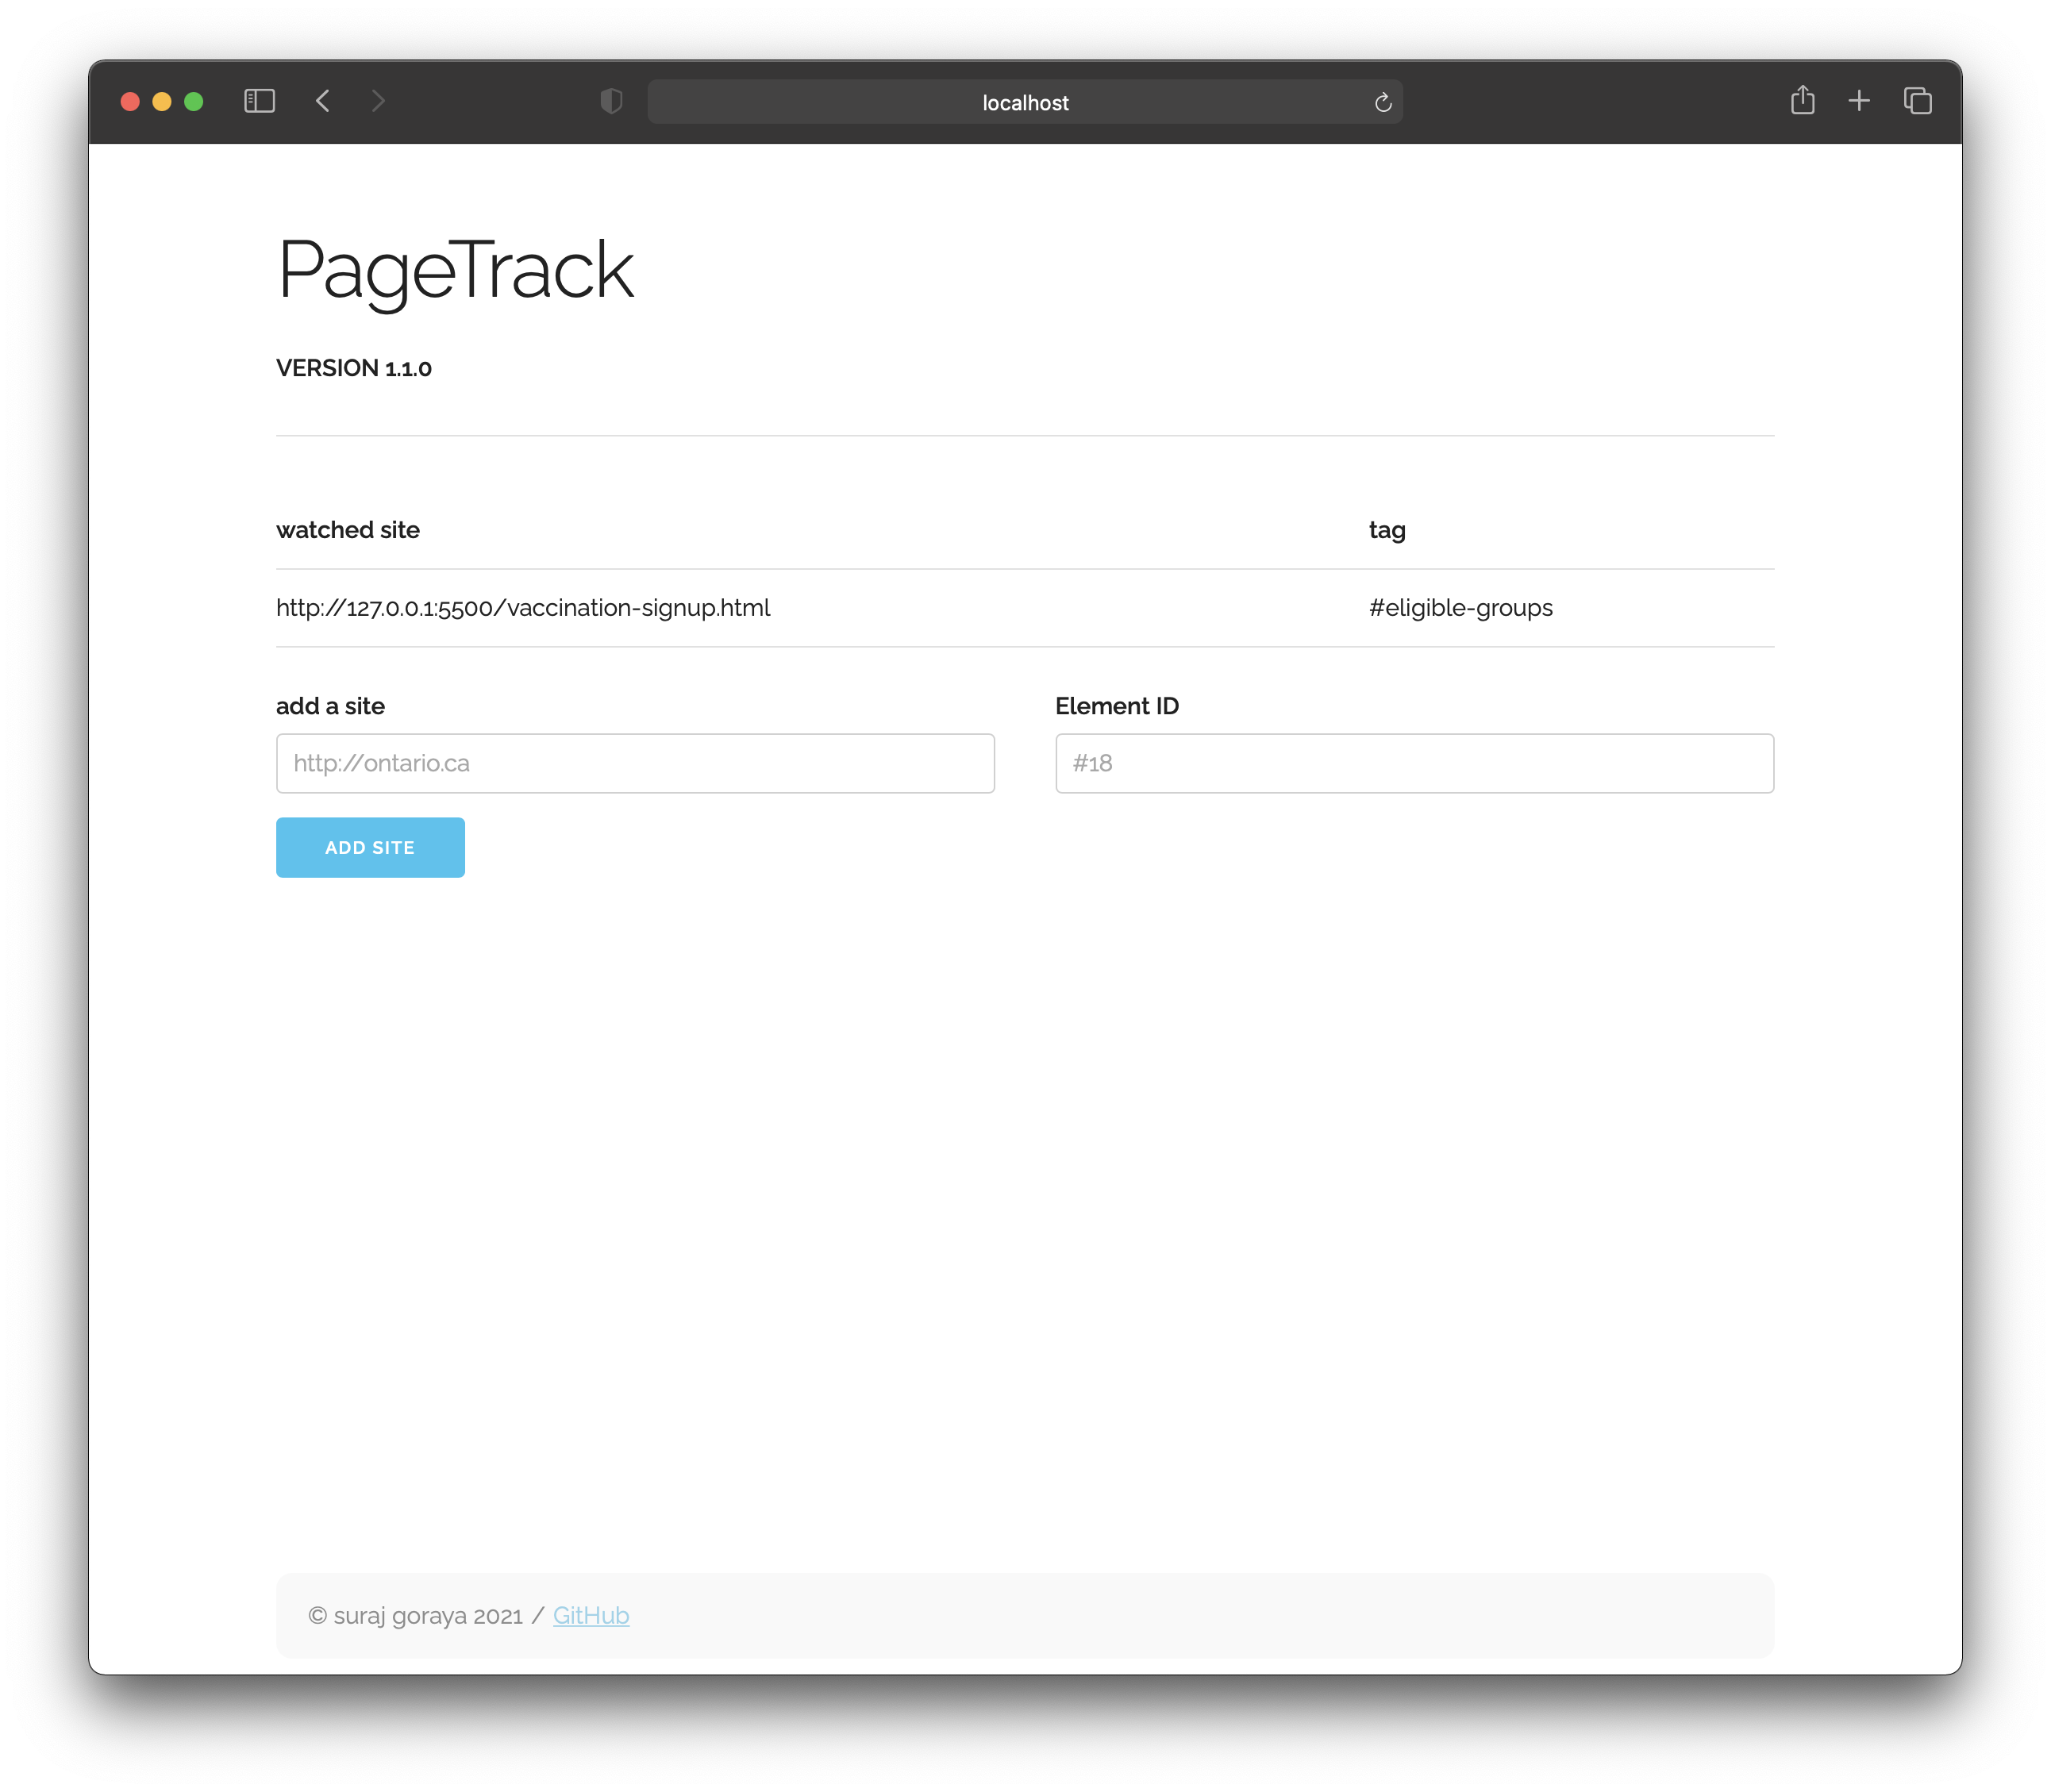 localhost
PageTrack
VERSION 1.1.0
watched site tag
http://127.0.0.1:5500/vaccination-signup.html #eligible-groups
add a site Element ID
http://ontario.ca #18
ADD SITE
© suraj goraya 2021 / GitHub